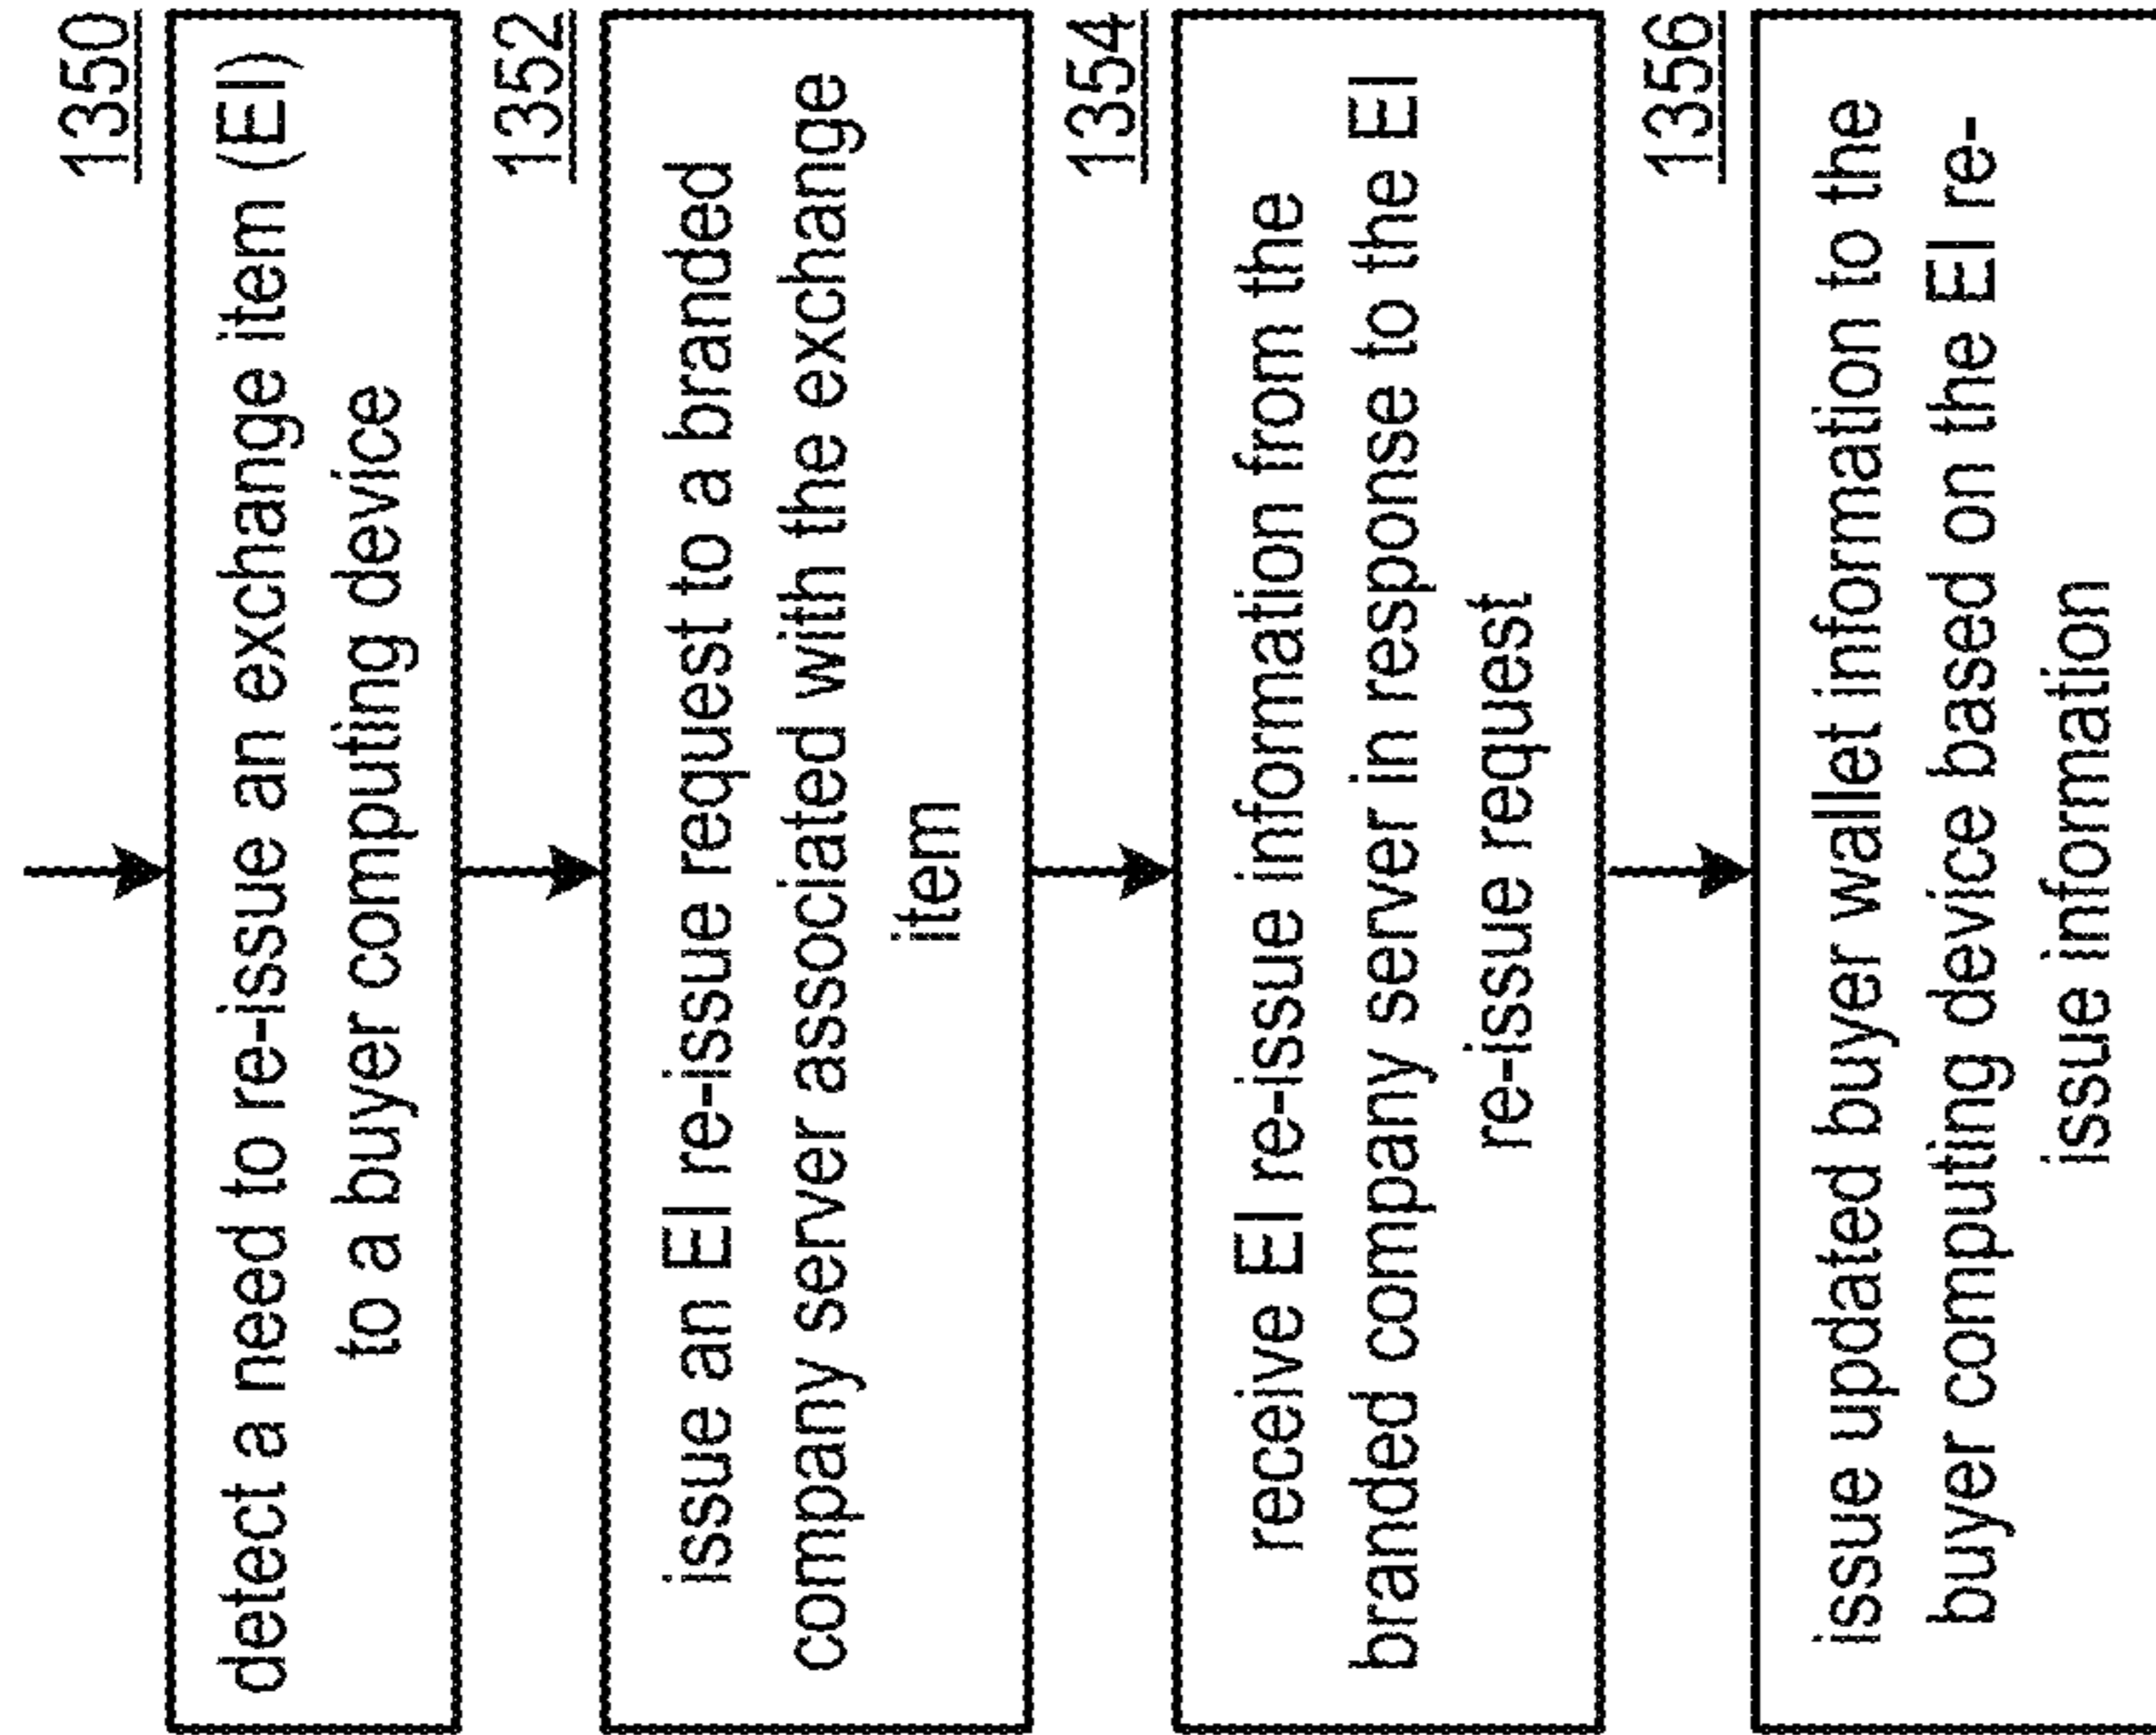 1350
detect a need to re-issue an exchange item (EI)
to a buyer computing device
1352
issue an EI re-issue request to a branded
company server associated with the exchange
item
1354
receive EI re-issue information from the
branded company server in response to the EI
re-issue request
1356
issue updated buyer wallet information to the
buyer computing device based on the EI re-
issue information